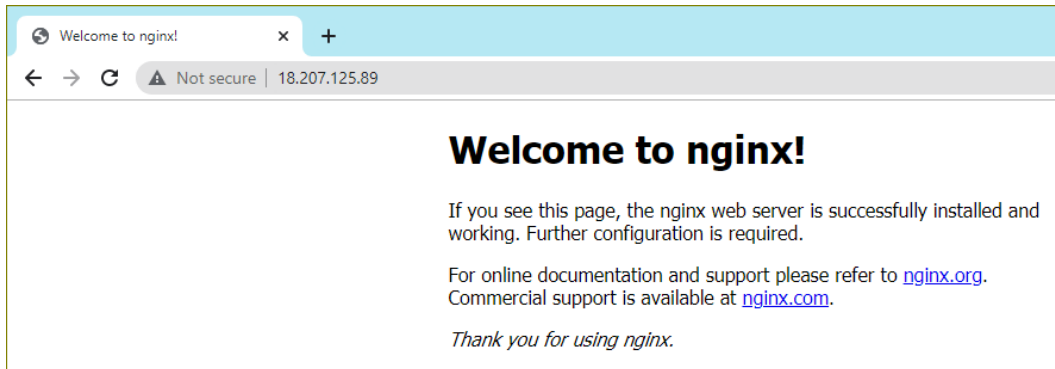 Welcome to nginx!
Not secure 18.207.125.89
Welcome to nginx!
If you see this page, the nginx web server is successfully installed and
working. Further configuration is required.
For online documentation and support please refer to nginx.org.
Commercial support is available at nginx.com.
Thank you for using nginx.